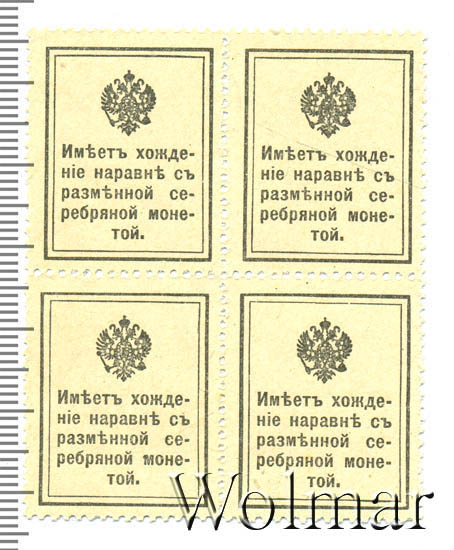 Имѣетъ хожде-
ніе наравнѣ съ
размѣнной се-
ребряной моне-
той.
Имѣетъ хожде-
ніе наравнѣ съ
размѣнной се-
ребряной моне-
той.
Имѣетъ хожде-
ніе наравнѣ съ
размѣнной се-
ребряной моне-
той.
Имѣетъ хожде-
ніе наравнѣ съ
размѣнной се-
ребряной моне-
той.
Wolmar